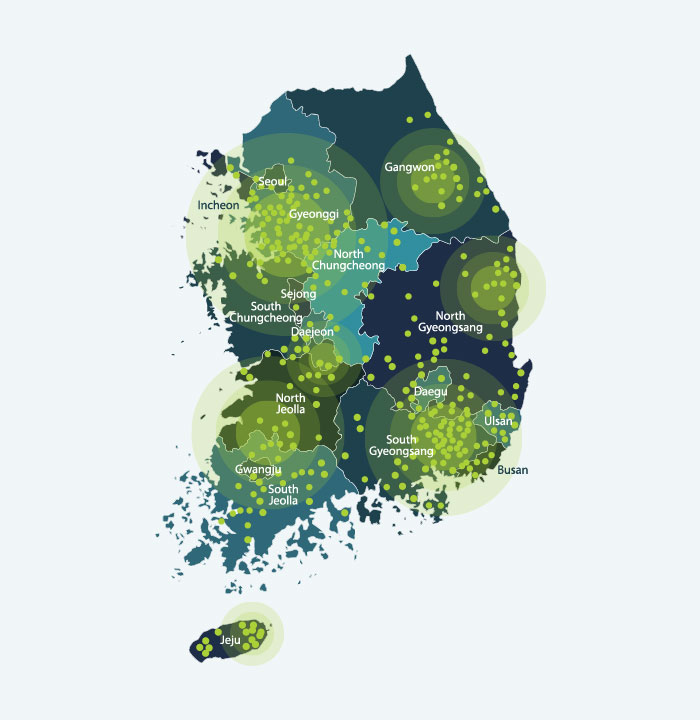 Gangwon
Seoul
Incheon
Gyeonggi
North
Chungcheong
Sejong
South
Chungcheong
Daejeon
North
Gyeongsang
Daegu
North
Jeolla
Ulsan
South
Gyeongsang
Busan
Gwangju
South
Jeolla
Jeju